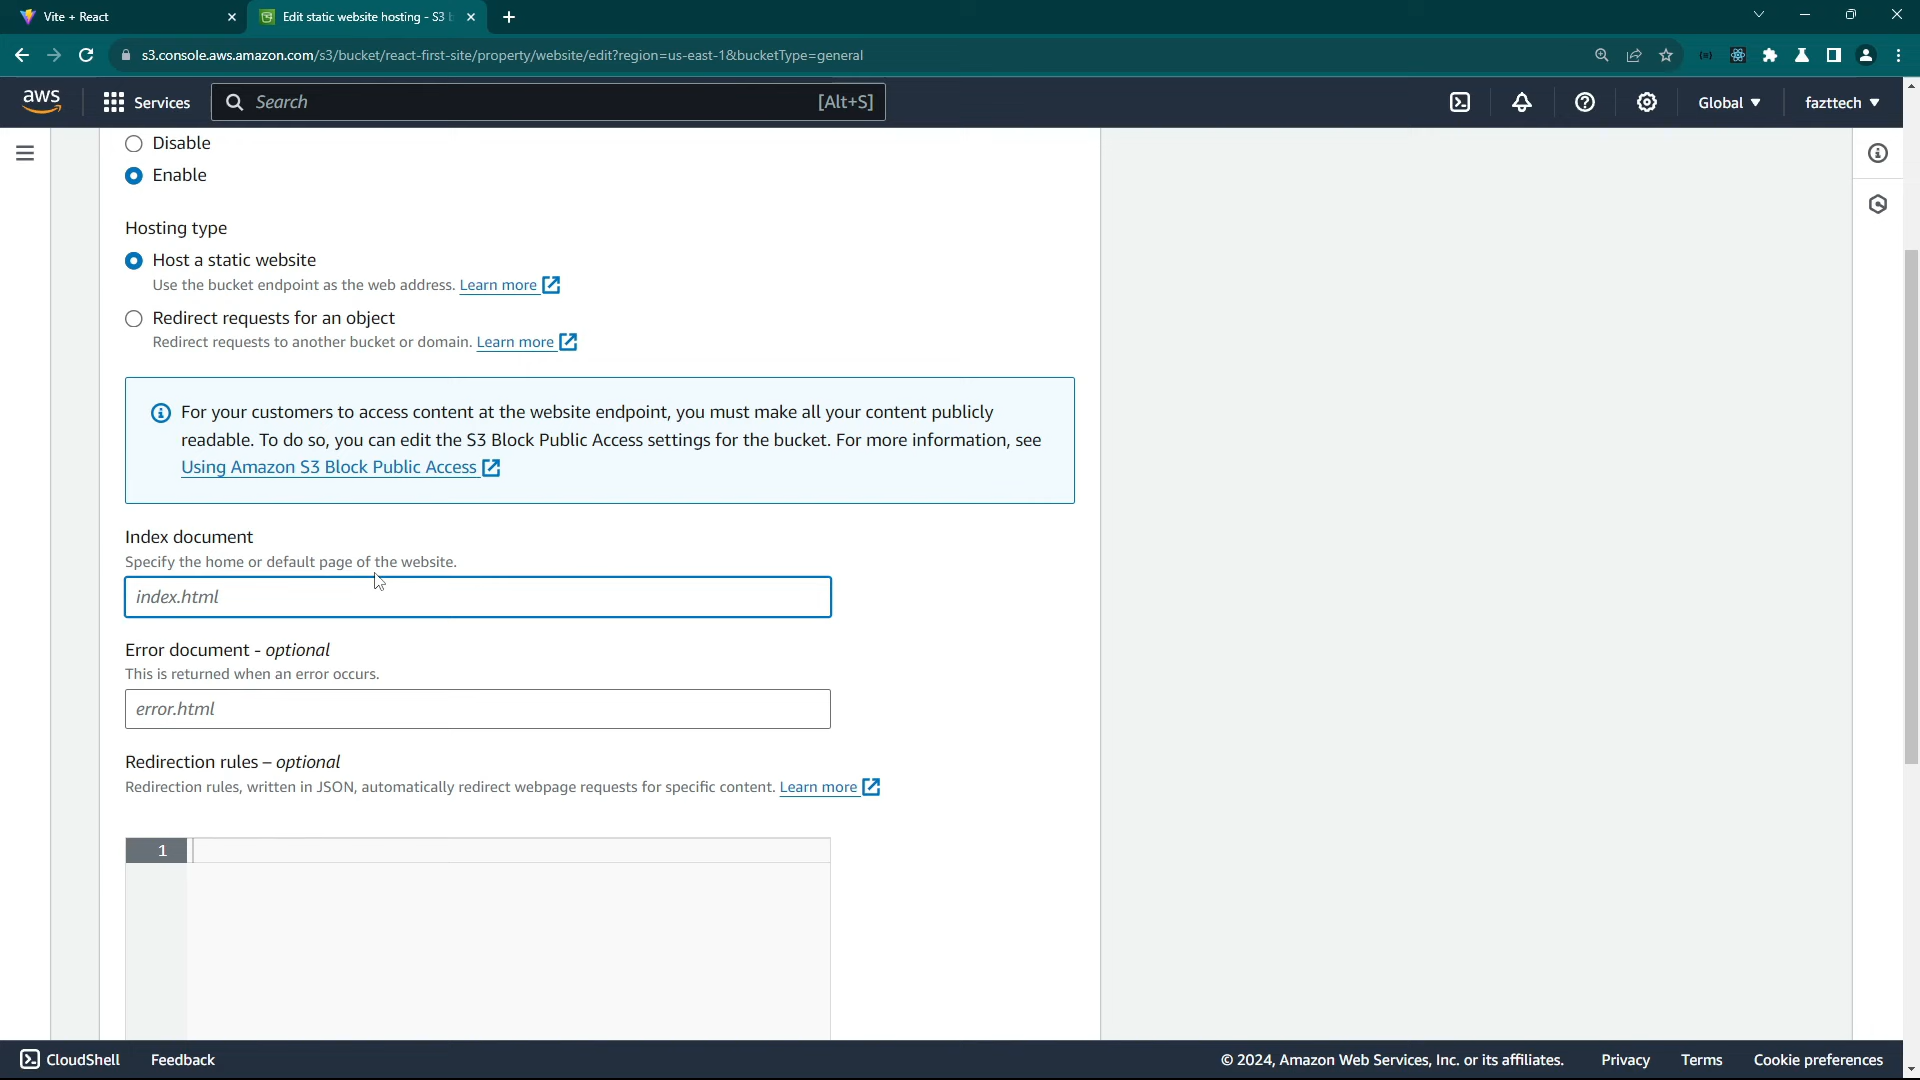 Vite + React
Edit static website hosting - S3 b
s3.console.aws.amazon.com/s3/bucket/react-first-site/property/website/edit?region=us-east-1&bucketType=general
aws
Services
Search
[Alt+S]
Global
fazttech
Disable
Enable
Hosting type
Host a static website
Use the bucket endpoint as the web address. Learn more
Redirect requests for an object
Redirect requests to another bucket or domain. Learn more
For your customers to access content at the website endpoint, you must make all your content publicly
readable. To do so, you can edit the S3 Block Public Access settings for the bucket. For more information, see
Using Amazon S3 Block Public Access
Index document
Specify the home or default page of the website.
index.html
Error document - optional
This is returned when an error occurs.
error.html
Redirection rules – optional
Redirection rules, written in JSON, automatically redirect webpage requests for specific content. Learn more
1
CloudShell
Feedback
© 2024, Amazon Web Services, Inc. or its affiliates.
Privacy
Terms
Cookie preferences